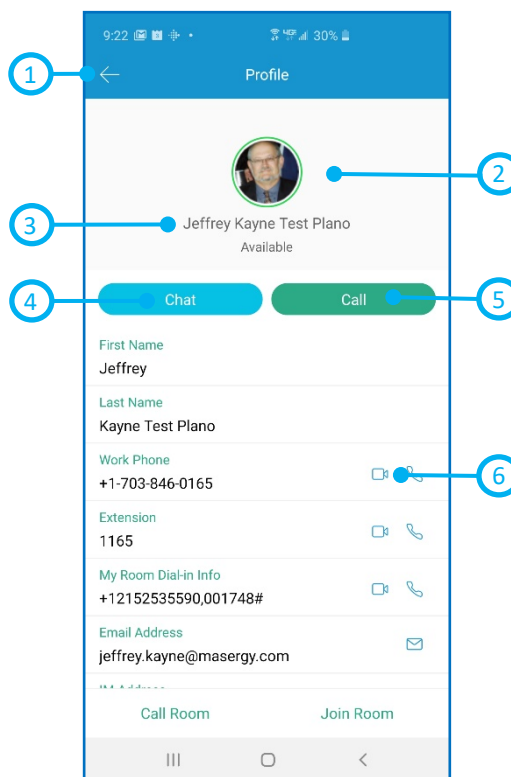 9:22 30%
1
Profile
2
3
Jeffrey Kayne Test Plano
Available
4
Chat
Call
5
First Name
Jeffrey
Last Name
Kayne Test Plano
Work Phone
+1-703-846-0165
6
Extension
1165
My Room Dial-in Info
+12152535590,001748#
Email Address
jeffrey.kayne@masergy.com
IM Address
Call Room Join Room